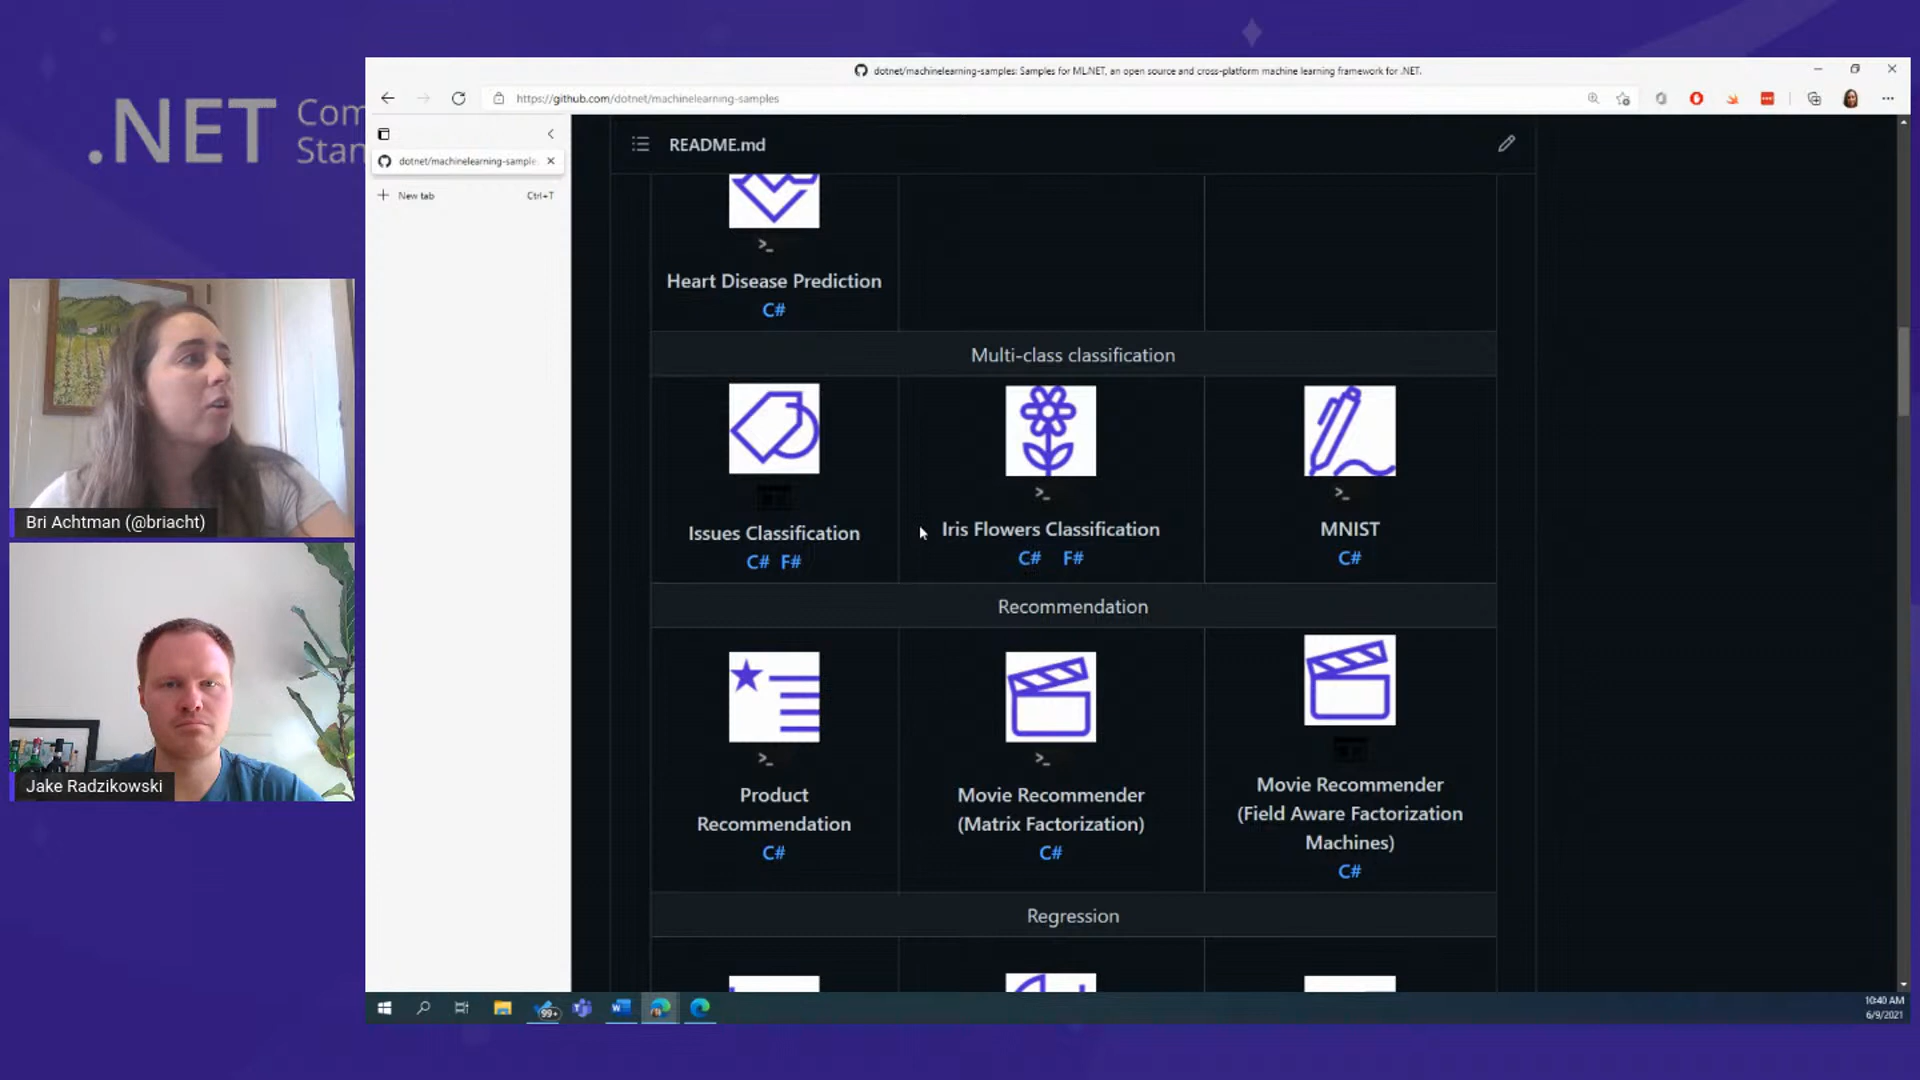 .NET Com
Stan
dotnet/machinelearning-samples: Samples for ML.NET, an open source and cross-platform machine learning framework for .NET.
https://github.com/dotnet/machinelearning-samples
dotnet/machinelearning-sample
New tab
Ctrl+T
README.md
>_
Heart Disease Prediction
C#
Multi-class classification
>_
>_
Issues Classification
Iris Flowers Classification
MNIST
C# F#
C# F#
C#
Recommendation
>_
>_
Product
Recommendation
C#
Movie Recommender
(Matrix Factorization)
C#
Movie Recommender
(Field Aware Factorization
Machines)
C#
Regression
Bri Achtman (@briacht)
Jake Radzikowski
99+
10:40 AM
6/9/2021